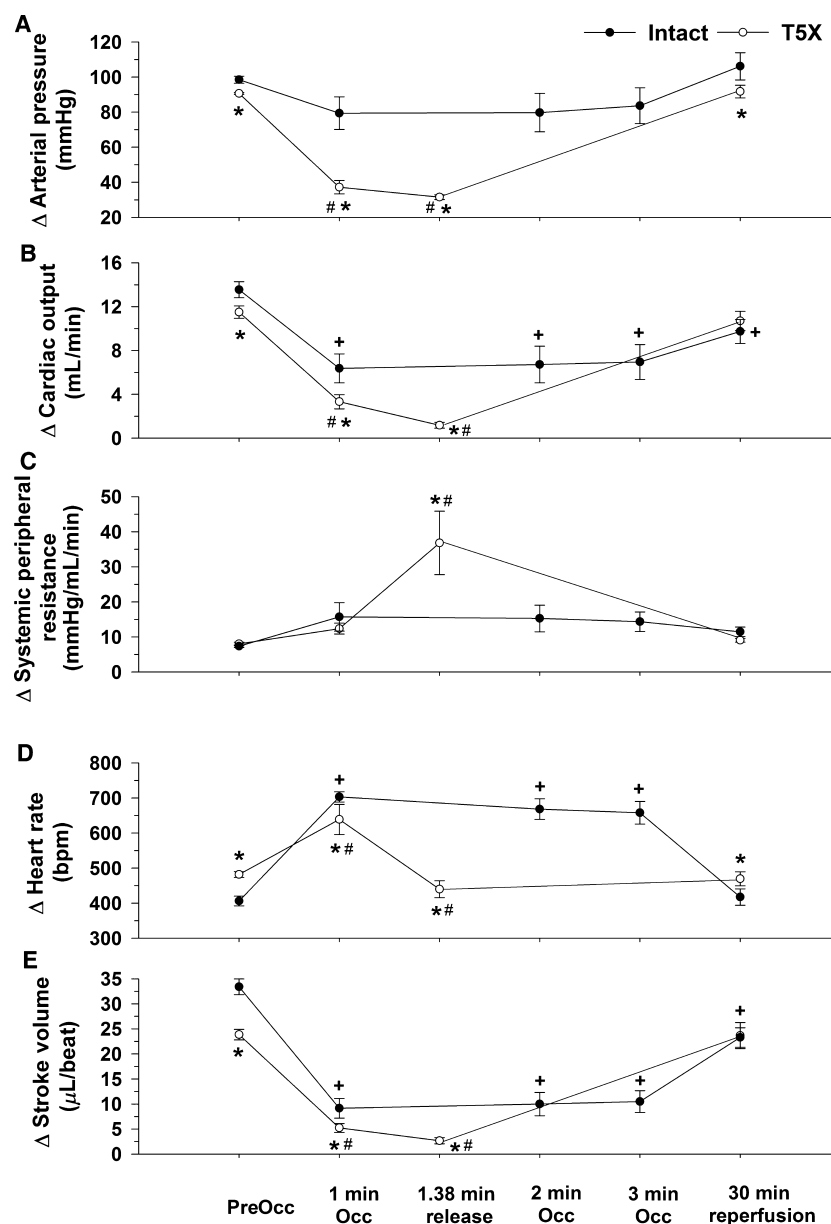 A
Intact
T5X
Δ Arterial pressure
(mmHg)
120
100
80
60
40
20
*
# *
# *
*
B
Δ Cardiac output
(mL/min)
16
12
8
4
0
*
+
# *
* #
+
+
+
C
Δ Systemic peripheral
resistance
(mmHg/mL/min)
50
40
30
20
10
0
* #
D
Δ Heart rate
(bpm)
800
700
600
500
400
300
*
+
* #
* #
+
+
*
E
Δ Stroke volume
(μL/beat)
35
30
25
20
15
10
5
0
*
+
* #
* #
+
+
+
PreOcc
1 min
Occ
1.38 min
release
2 min
Occ
3 min
Occ
30 min
reperfusion